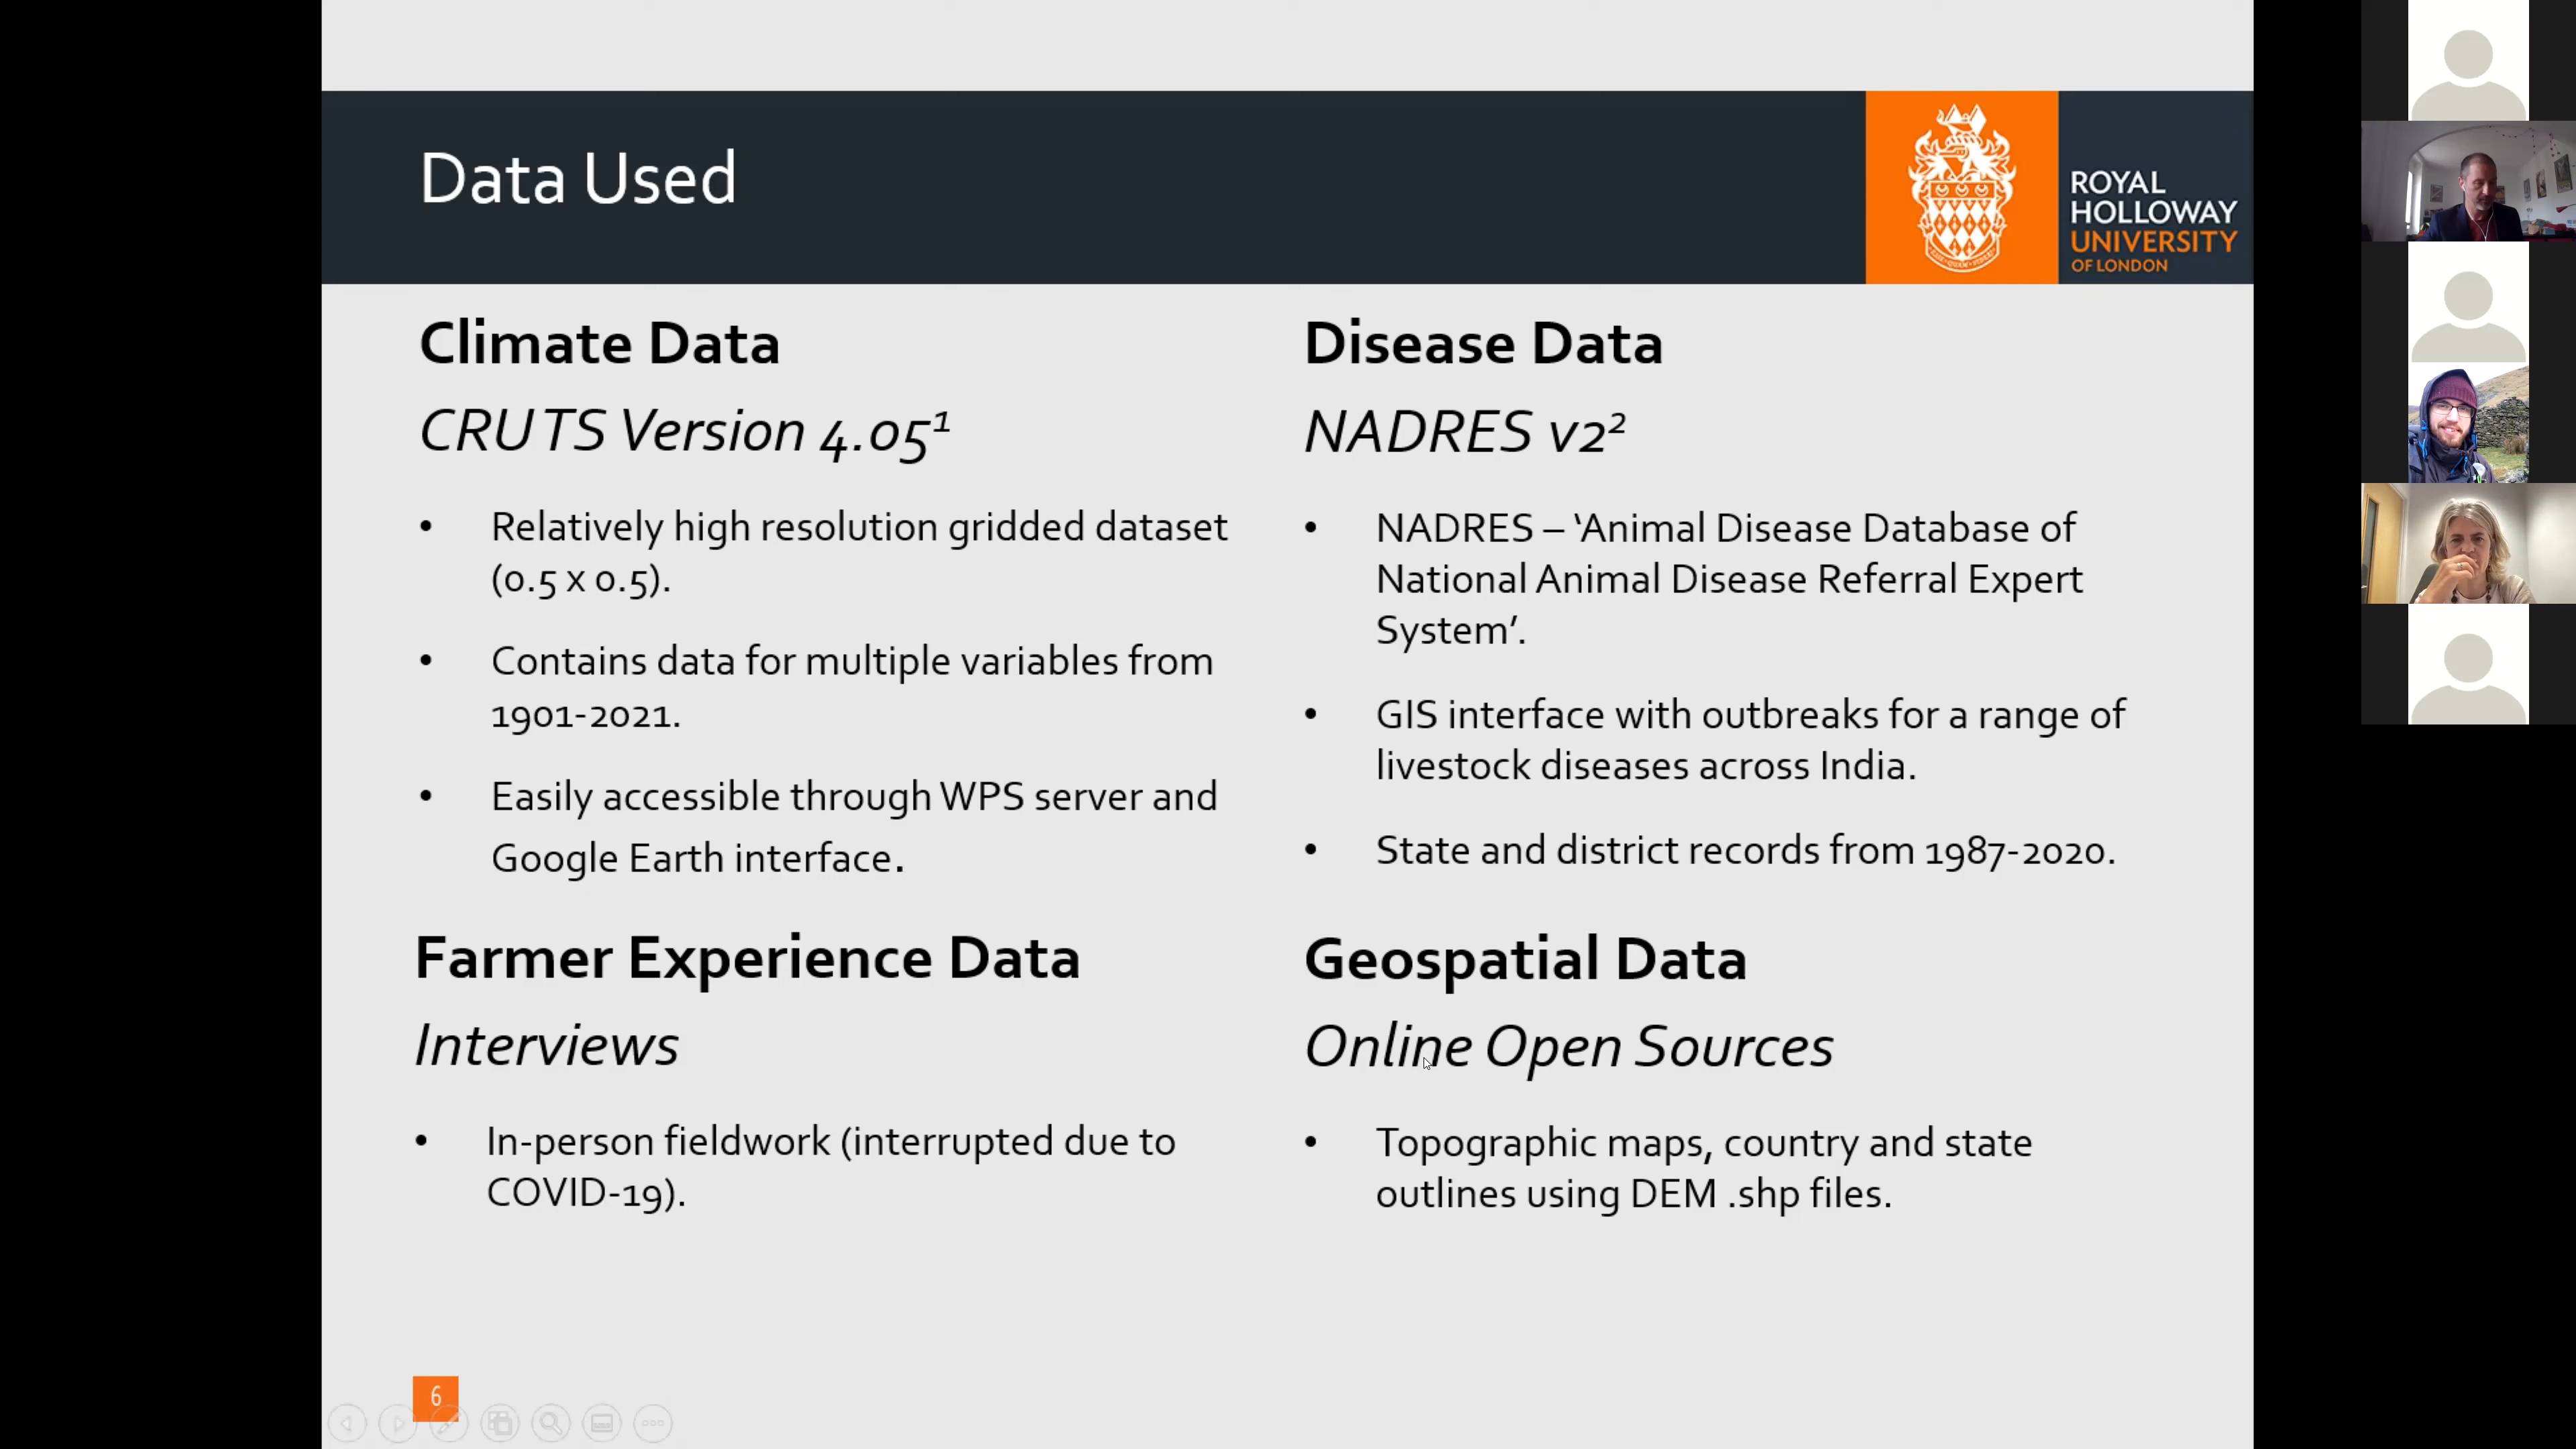 Data Used
ROYAL
HOLLOWAY
UNIVERSITY
OF LONDON
Climate Data
CRU TS Version 4.05¹
• Relatively high resolution gridded dataset
(0.5 x 0.5).
• Contains data for multiple variables from
1901-2021.
• Easily accessible through WPS server and
Google Earth interface.
Disease Data
NADRES v2²
• NADRES – ‘Animal Disease Database of
National Animal Disease Referral Expert
System’.
• GIS interface with outbreaks for a range of
livestock diseases across India.
• State and district records from 1987-2020.
Farmer Experience Data
Interviews
• In-person fieldwork (interrupted due to
COVID-19).
Geospatial Data
Online Open Sources
• Topographic maps, country and state
outlines using DEM .shp files.
6